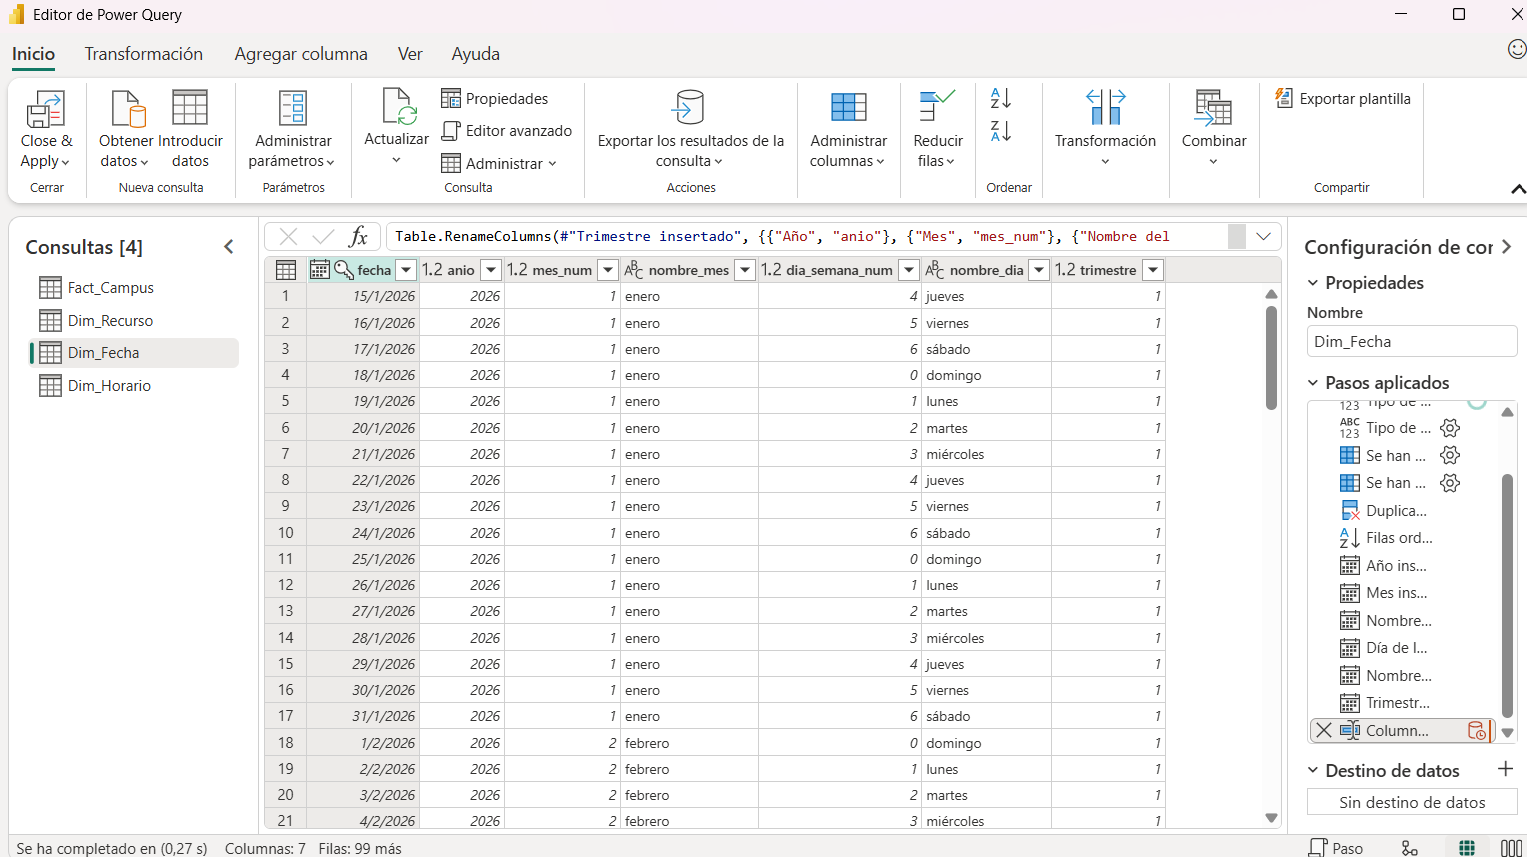 Editor de Power Query
Inicio Transformación Agregar columna Ver Ayuda
Close & Apply
Cerrar
Obtener datos
Introducir datos
Nueva consulta
Administrar parámetros
Parámetros
Actualizar
Propiedades
Editor avanzado
Administrar
Consulta
Exportar los resultados de la consulta
Acciones
Administrar columnas
Reducir filas
A Z
Z A
Ordenar
Transformación
Combinar
Exportar plantilla
Compartir
Consultas [4]
Fact_Campus
Dim_Recurso
Dim_Fecha
Dim_Horario
fx Table.RenameColumns(#"Trimestre insertado", {{"Año", "anio"}, {"Mes", "mes_num"}, {"Nombre del
fecha 1.2 anio 1.2 mes_num ABC nombre_mes 1.2 dia_semana_num ABC nombre_dia 1.2 trimestre
1 15/1/2026 2026 1 enero 4 jueves 1
2 16/1/2026 2026 1 enero 5 viernes 1
3 17/1/2026 2026 1 enero 6 sábado 1
4 18/1/2026 2026 1 enero 0 domingo 1
5 19/1/2026 2026 1 enero 1 lunes 1
6 20/1/2026 2026 1 enero 2 martes 1
7 21/1/2026 2026 1 enero 3 miércoles 1
8 22/1/2026 2026 1 enero 4 jueves 1
9 23/1/2026 2026 1 enero 5 viernes 1
10 24/1/2026 2026 1 enero 6 sábado 1
11 25/1/2026 2026 1 enero 0 domingo 1
12 26/1/2026 2026 1 enero 1 lunes 1
13 27/1/2026 2026 1 enero 2 martes 1
14 28/1/2026 2026 1 enero 3 miércoles 1
15 29/1/2026 2026 1 enero 4 jueves 1
16 30/1/2026 2026 1 enero 5 viernes 1
17 31/1/2026 2026 1 enero 6 sábado 1
18 1/2/2026 2026 2 febrero 0 domingo 1
19 2/2/2026 2026 2 febrero 1 lunes 1
20 3/2/2026 2026 2 febrero 2 martes 1
21 4/2/2026 2026 2 febrero 3 miércoles 1
Configuración de cor
Propiedades
Nombre
Dim_Fecha
Pasos aplicados
123 Tipo de ...
ABC 123 Tipo de ...
Se han ...
Se han ...
Duplica...
A Z Filas ord...
Año ins...
Mes ins...
Nombre...
Día de l...
Nombre...
Trimestr...
Column...
Destino de datos
Sin destino de datos
Se ha completado en (0,27 s) Columnas: 7 Filas: 99 más
Paso